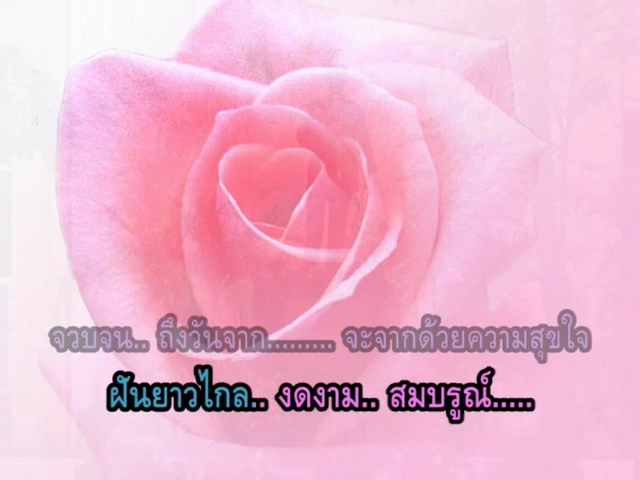 จวบจน.. ถึงวันจาก......... จะจากด้วยความสุขใจ
ฝันยาวไกล.. งดงาม.. สมบรูณ์.....